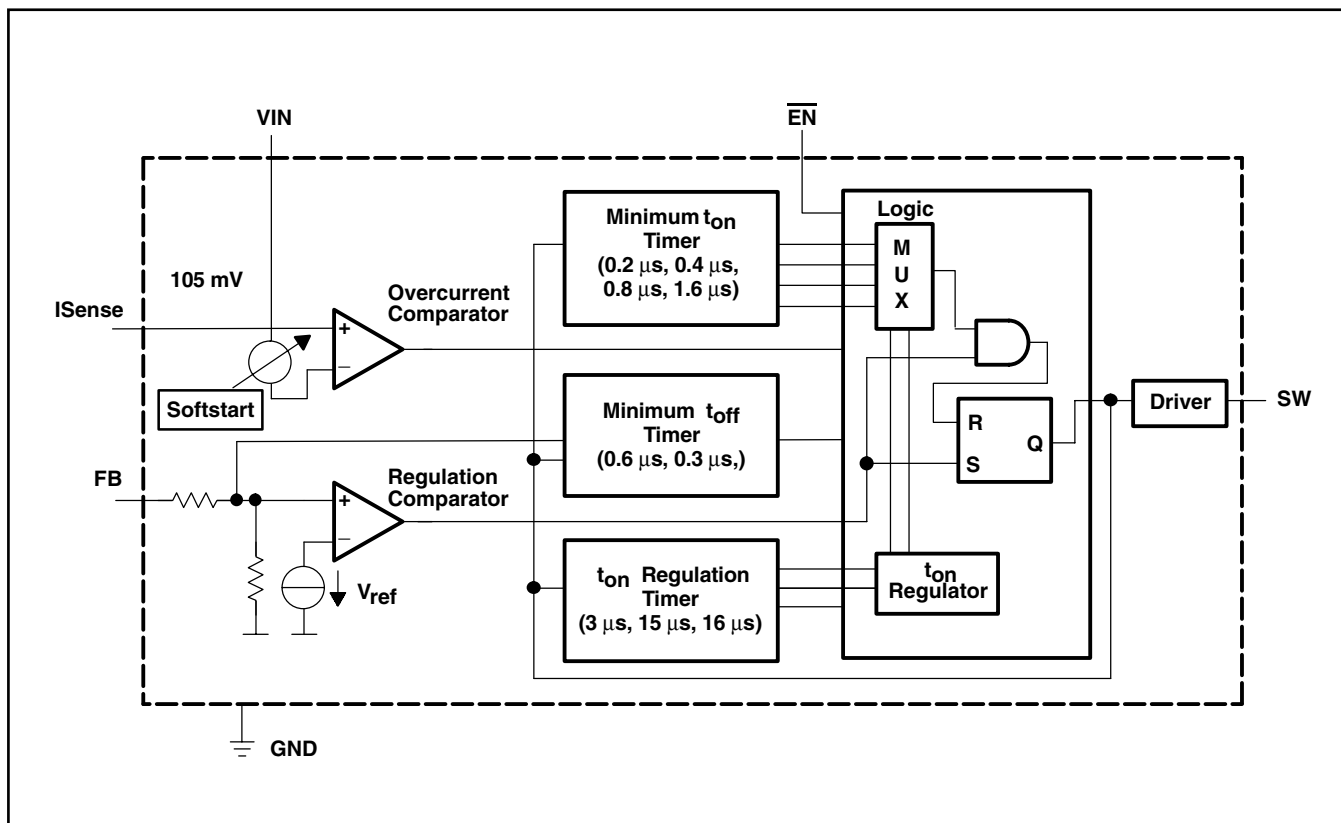 VIN
EN
Minimum ton
Timer
(0.2 μs, 0.4 μs,
0.8 μs, 1.6 μs)
Logic
M
U
X
105 mV
Overcurrent
Comparator
ISense
+
−
Softstart
Minimum toff
Timer
(0.6 μs, 0.3 μs,)
R
S
Q
Driver
SW
FB
Regulation
Comparator
+
−
Vref
ton Regulation
Timer
(3 μs, 15 μs, 16 μs)
ton
Regulator
GND